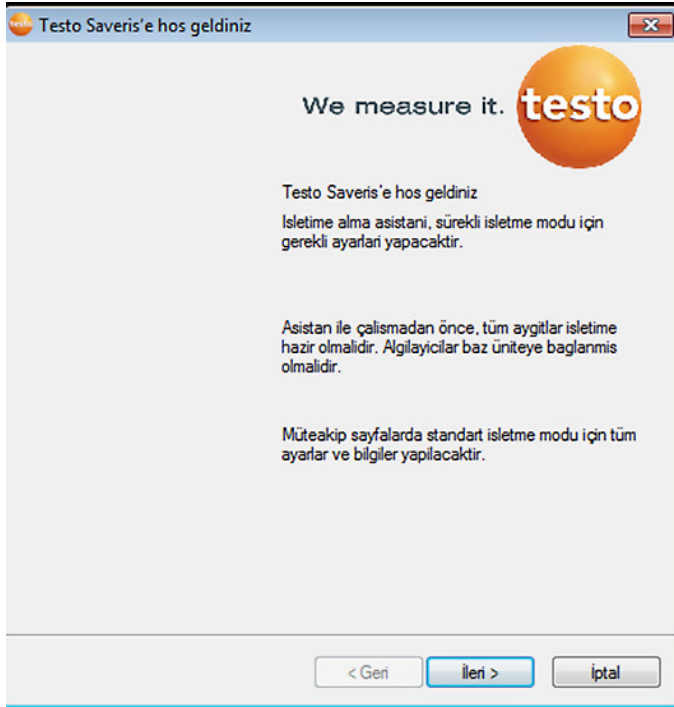 testo
Testo Saveris'e hos geldiniz
We measure it.
testo
Testo Saveris'e hos geldiniz
Isletime alma asistani, sürekli isletme modu için
gerekli ayarlari yapacaktir.
Asistan ile çalismadan önce, tüm aygitlar isletime
hazir olmalidir. Algilayicilar baz üniteye baglanmis
olmalidir.
Müteakip sayfalarda standart isletme modu için tüm
ayarlar ve bilgiler yapilacaktir.
< Geri
İleri >
İptal